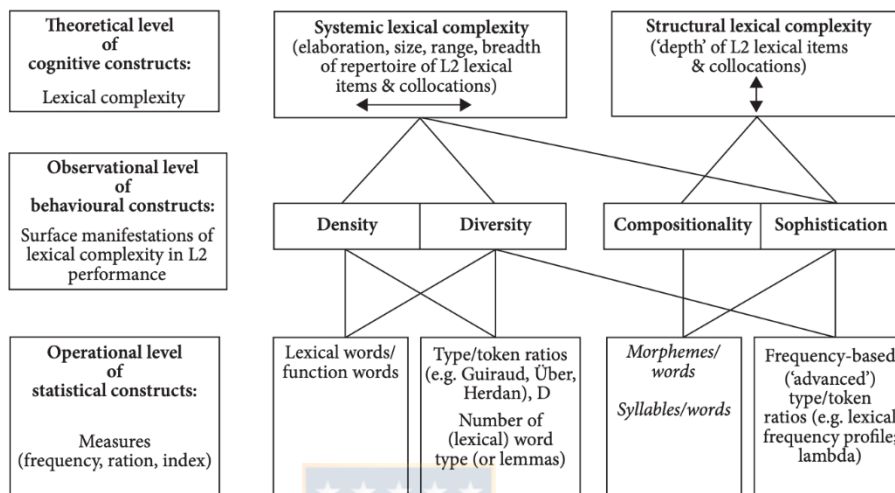 Theoretical level
of
cognitive constructs:
Lexical complexity
Systemic lexical complexity
(elaboration, size, range, breadth
of repertoire of L2 lexical
items & collocations)
Structural lexical complexity
(‘depth’ of L2 lexical items
& collocations)
Observational level
of
behavioural constructs:
Surface manifestations of
lexical complexity in L2
performance
Density
Diversity
Compositionality
Sophistication
Operational level
of
statistical constructs:
Measures
(frequency, ration, index)
Lexical words/
function words
Type/token ratios
(e.g. Guiraud, Über,
Herdan), D
Number of
(lexical) word
type (or lemmas)
Morphemes/
words
Syllables/words
Frequency-based
(‘advanced’)
type/token
ratios (e.g. lexical
frequency profile;
lambda)